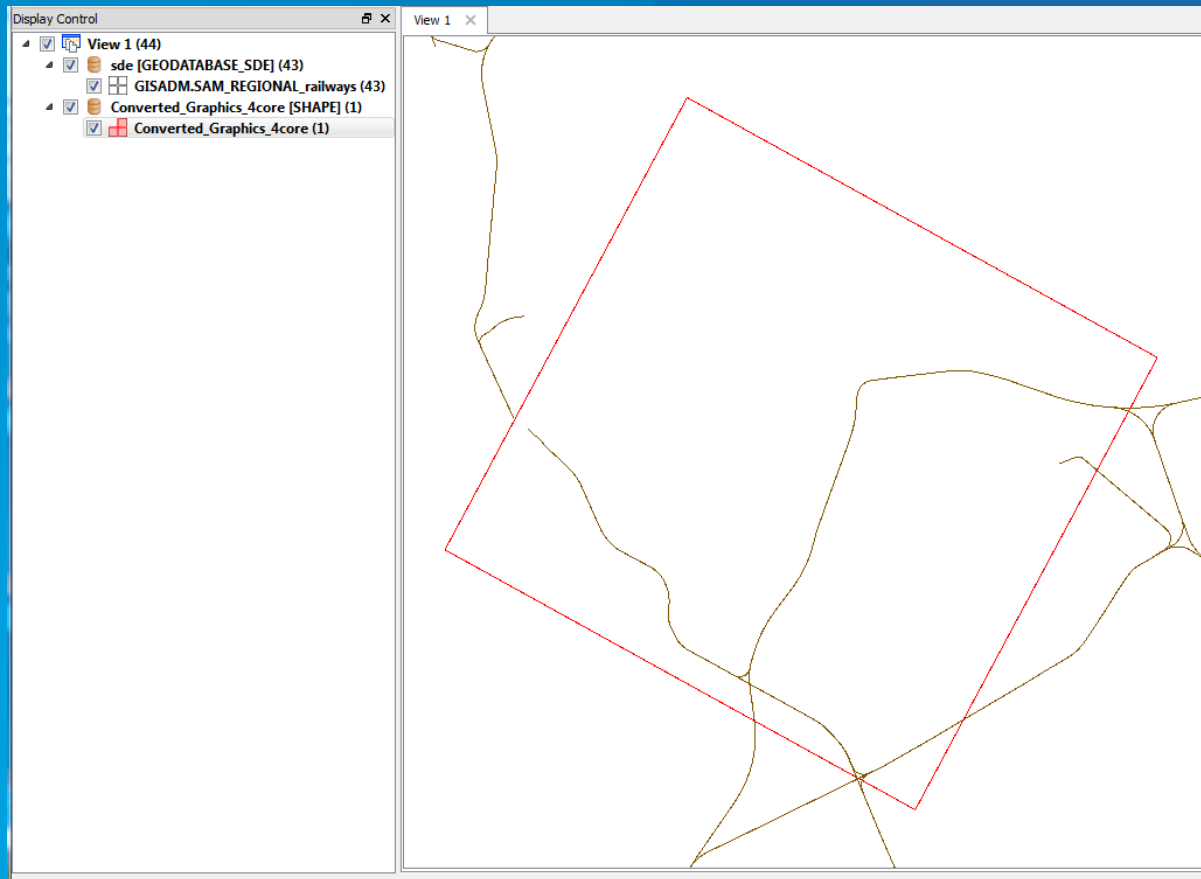 Display Control
View 1
View 1 (44)
sde [GEODATABASE_SDE] (43)
GISADM.SAM_REGIONAL_railways (43)
Converted_Graphics_4core [SHAPE] (1)
Converted_Graphics_4core (1)